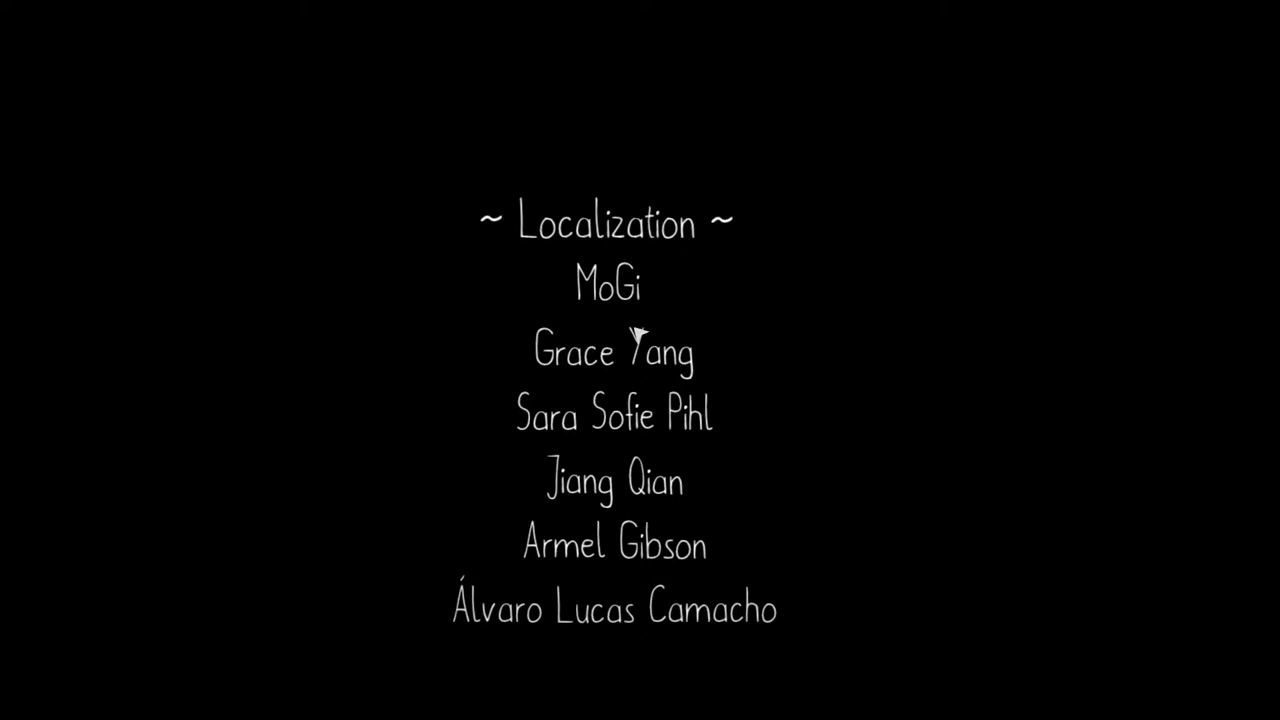 ~ Localization ~
MoGi
Grace Yang
Sara Sofie Pihl
Jiang Qian
Armel Gibson
Álvaro Lucas Camacho